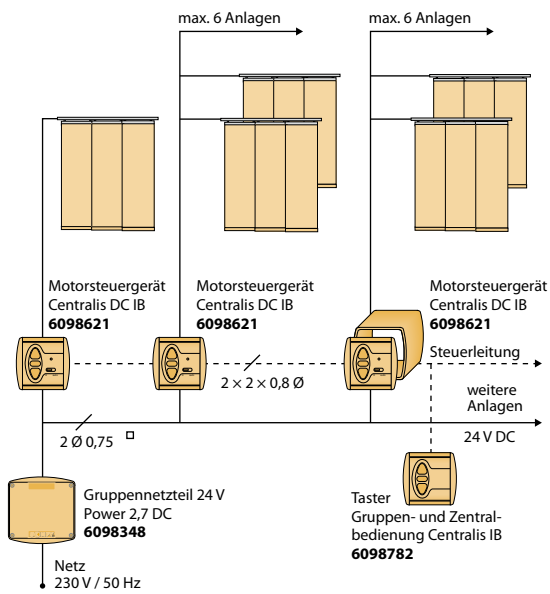 max. 6 Anlagen
max. 6 Anlagen
Motorsteuergerät
Centralis DC IB
6098621
Motorsteuergerät
Centralis DC IB
6098621
Motorsteuergerät
Centralis DC IB
6098621
Steuerleitung
2 × 2 × 0,8 Ø
weitere
Anlagen
2 Ø 0,75
24 V DC
Gruppennetzteil 24 V
Power 2,7 DC
6098348
Taster
Gruppen- und Zentral-
bedienung Centralis IB
6098782
Netz
230 V / 50 Hz